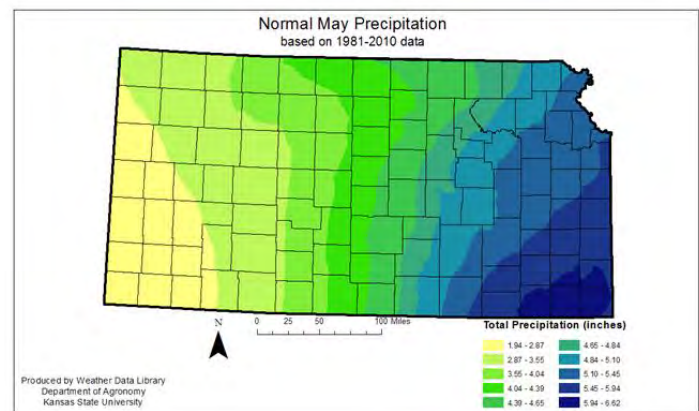 Normal May Precipitation
based on 1981-2010 data
N
0 25 50 100 Miles
Total Precipitation (inches)
1.94 - 2.87
2.87 - 3.55
3.55 - 4.04
4.04 - 4.39
4.39 - 4.65
4.65 - 4.84
4.84 - 5.10
5.10 - 5.45
5.45 - 5.94
5.94 - 6.62
Produced by Weather Data Library
Department of Agronomy
Kansas State University